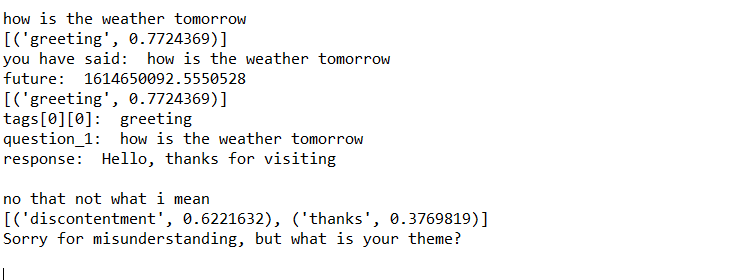 how is the weather tomorrow
[('greeting', 0.7724369)]
you have said:  how is the weather tomorrow
future:  1614650092.5550528
[('greeting', 0.7724369)]
tags[0][0]:  greeting
question_1:  how is the weather tomorrow
response:  Hello, thanks for visiting
no that not what i mean
[('discontentment', 0.6221632), ('thanks', 0.3769819)]
Sorry for misunderstanding, but what is your theme?